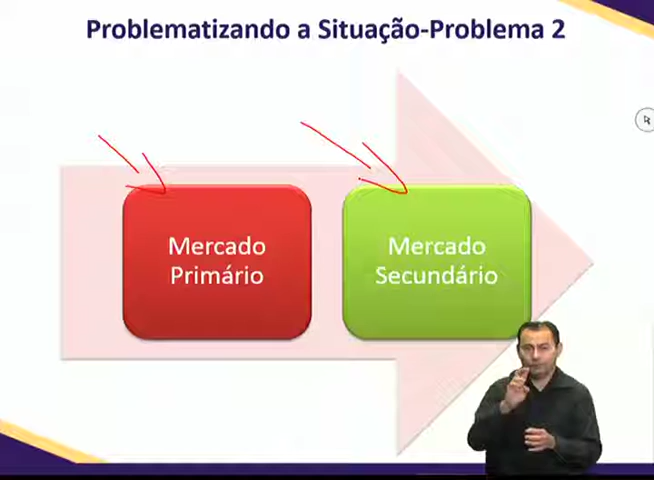 Problematizando a Situação-Problema 2
Mercado
Primário
Mercado
Secundário